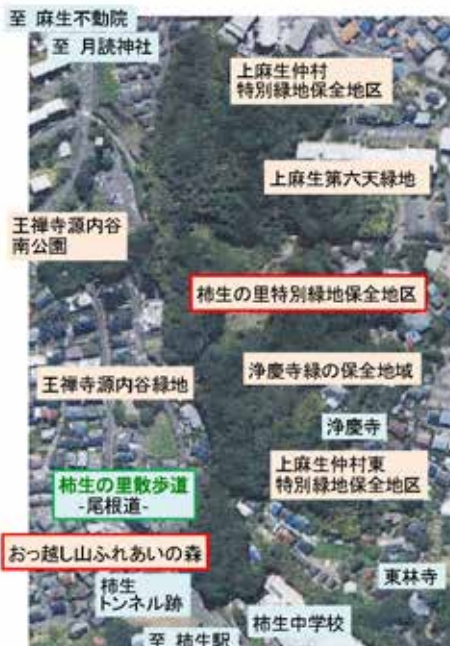 至 麻生不動院
至 月読神社
上麻生仲村
特別緑地保全地区
上麻生第六天緑地
王禅寺源内谷
南公園
柿生の里特別緑地保全地区
王禅寺源内谷緑地
浄慶寺緑の保全地域
浄慶寺
柿生の里散歩道
-尾根道-
上麻生仲村東
特別緑地保全地区
おっ越し山ふれあいの森
柿生
トンネル跡
東林寺
柿生中学校
至 柿生駅